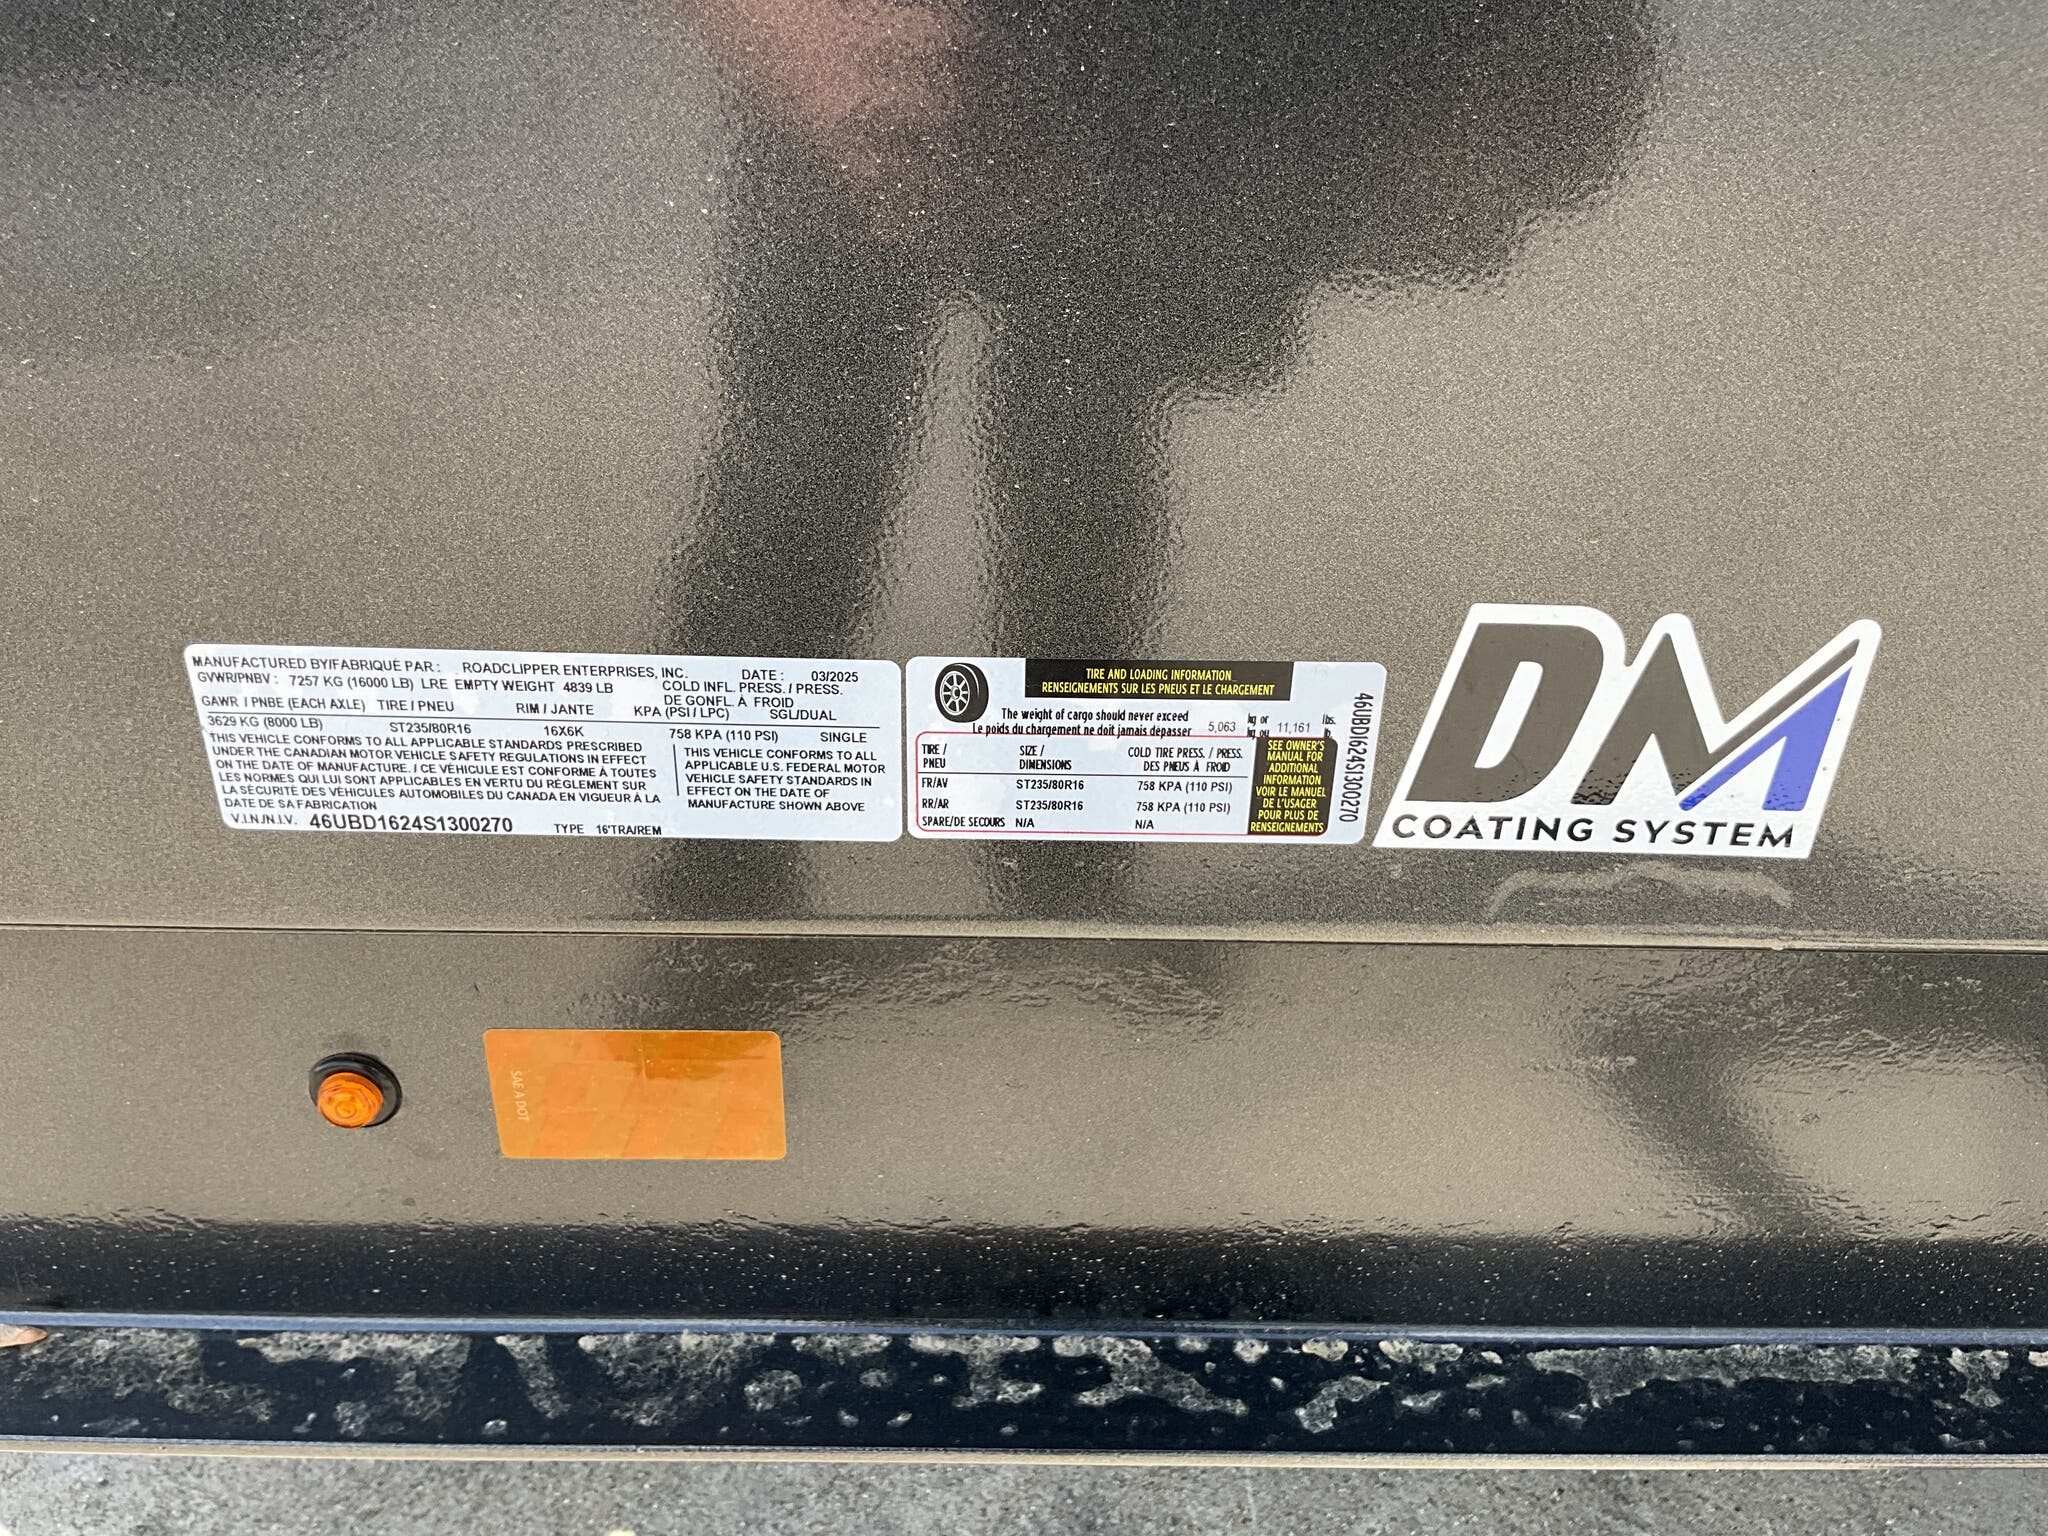 MANUFACTURED BY/FABRIQUÉ PAR : ROADCLIPPER ENTERPRISES, INC. DATE : 03/2025
GVWR/PNBV : 7257 KG (16000 LB) LRE EMPTY WEIGHT 4839 LB COLD INFL. PRESS. / PRESS.
DE GONFL. À FROID
GAWR / PNBE (EACH AXLE) TIRE / PNEU RIM / JANTE KPA (PSI / LPC) SGL/DUAL
3629 KG (8000 LB) ST235/80R16 16X6K 758 KPA (110 PSI) SINGLE
THIS VEHICLE CONFORMS TO ALL APPLICABLE STANDARDS PRESCRIBED
UNDER THE CANADIAN MOTOR VEHICLE SAFETY REGULATIONS IN EFFECT
ON THE DATE OF MANUFACTURE. / CE VÉHICULE EST CONFORME À TOUTES
LES NORMES QUI LUI SONT APPLICABLES EN VERTU DU RÈGLEMENT SUR
LA SÉCURITÉ DES VÉHICULES AUTOMOBILES DU CANADA EN VIGUEUR À LA
DATE DE SA FABRICATION
THIS VEHICLE CONFORMS TO ALL
APPLICABLE U.S. FEDERAL MOTOR
VEHICLE SAFETY STANDARDS IN
EFFECT ON THE DATE OF
MANUFACTURE SHOWN ABOVE
V.I.N./N.I.V. 46UBD1624S1300270 TYPE 16'TRA/REM
TIRE AND LOADING INFORMATION
RENSEIGNEMENTS SUR LES PNEUS ET LE CHARGEMENT
The weight of cargo should never exceed
Le poids du chargement ne doit jamais dépasser
5,063 kg or 11,161 lbs.
kg ou lb.
TIRE / PNEU SIZE / DIMENSIONS COLD TIRE PRESS. / PRESS. DES PNEUS À FROID
FR/AV ST235/80R16 758 KPA (110 PSI)
RR/AR ST235/80R16 758 KPA (110 PSI)
SPARE/DE SECOURS N/A N/A
SEE OWNER'S
MANUAL FOR
ADDITIONAL
INFORMATION
VOIR LE MANUEL
DE L'USAGER
POUR PLUS DE
RENSEIGNEMENTS
46UBD1624S1300270
DM
COATING SYSTEM
SAE A DOT